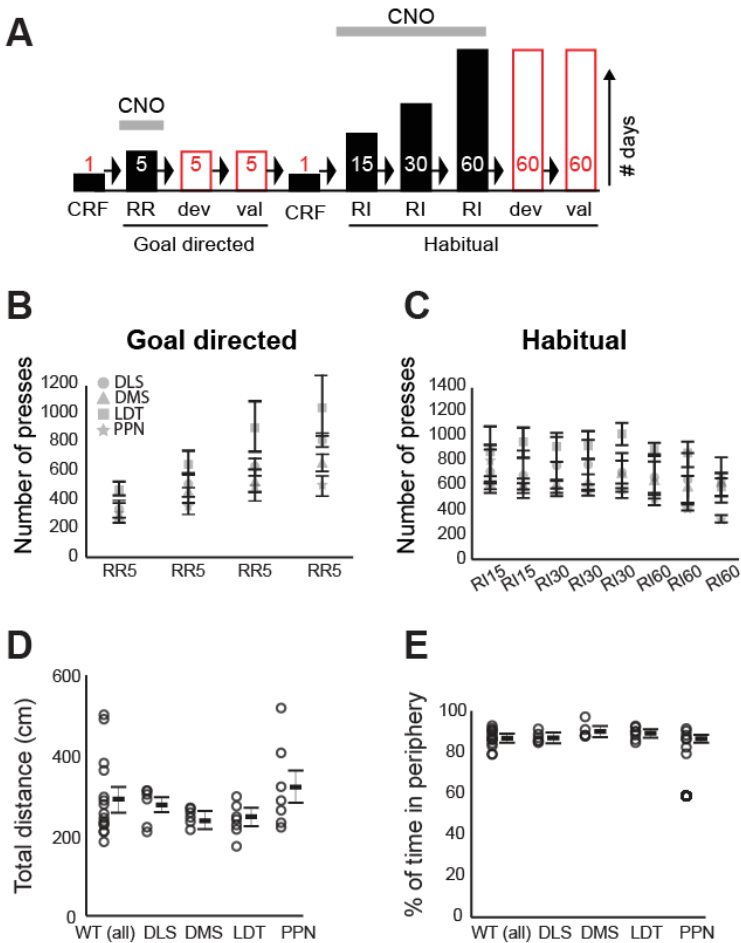 A
CNO
CNO
1 5 5 5 1 15 30 60 60 60
# days
CRF RR dev val CRF RI RI RI dev val
Goal directed Habitual
B
Goal directed
Number of presses
1200
1000
800
600
400
200
0
DLS
DMS
LDT
PPN
RR5 RR5 RR5 RR5
C
Habitual
Number of presses
1400
1200
1000
800
600
400
200
0
RI15 RI15 RI30 RI30 RI30 RI60 RI60 RI60
D
Total distance (cm)
600
400
200
0
WT (all) DLS DMS LDT PPN
E
% of time in periphery
100
80
60
40
20
0
WT (all) DLS DMS LDT PPN